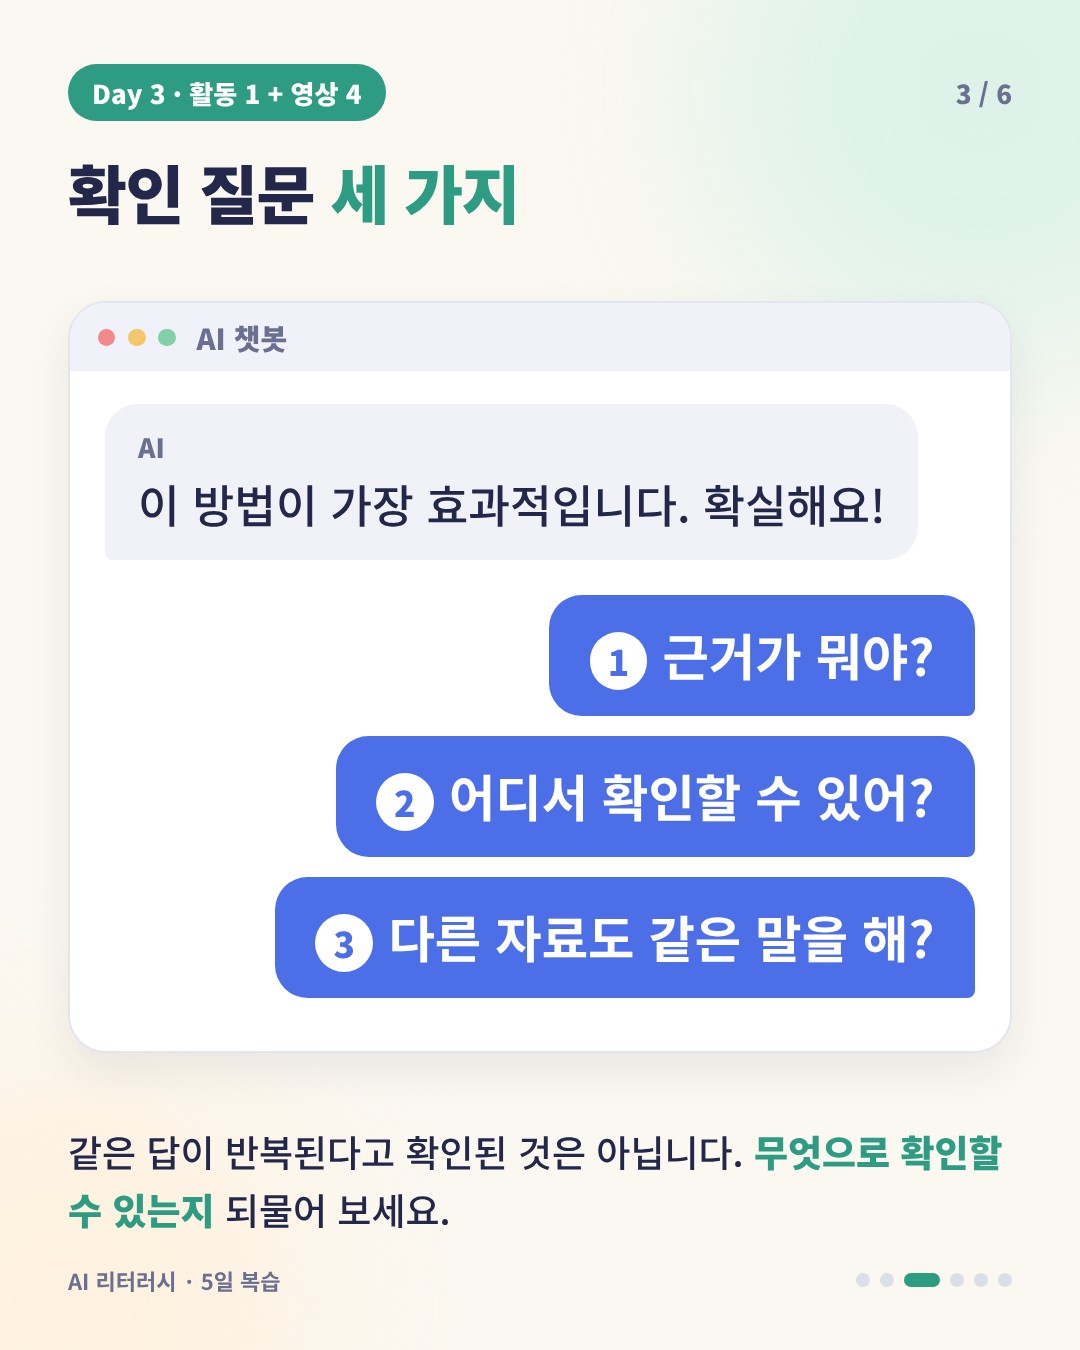 Day 3 · 활동 1 + 영상 4
3 / 6
확인 질문 세 가지
AI 챗봇
AI
이 방법이 가장 효과적입니다. 확실해요!
1 근거가 뭐야?
2 어디서 확인할 수 있어?
3 다른 자료도 같은 말을 해?
같은 답이 반복된다고 확인된 것은 아닙니다. 무엇으로 확인할
수 있는지 되물어 보세요.
AI 리터러시 · 5일 복습